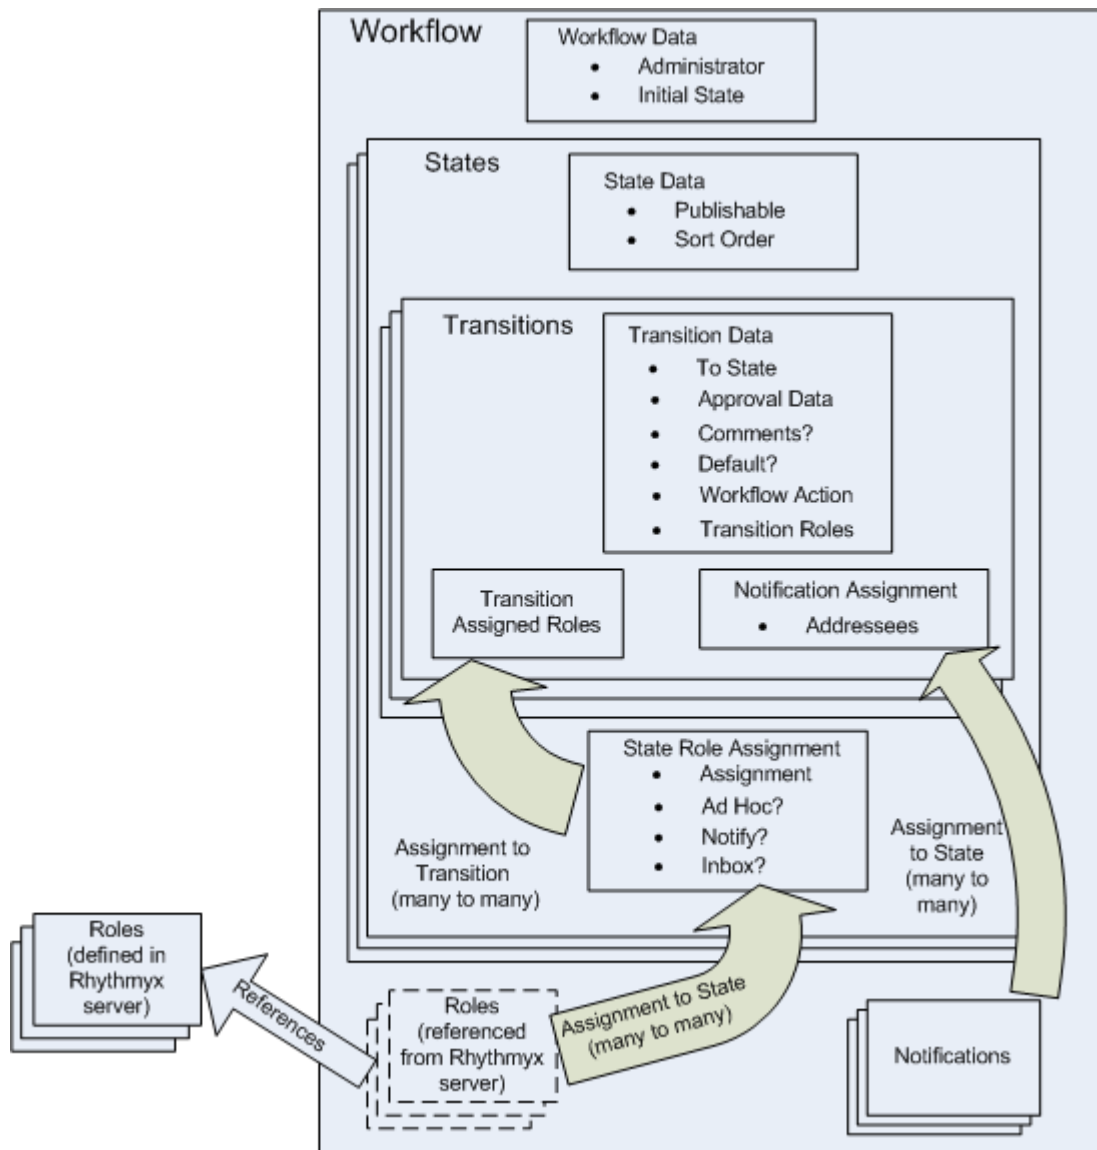 Workflow
Workflow Data
• Administrator
• Initial State
States
State Data
• Publishable
• Sort Order
Transitions
Transition Data
• To State
• Approval Data
• Comments?
• Default?
• Workflow Action
• Transition Roles
Transition
Assigned Roles
Notification Assignment
• Addressees
State Role Assignment
• Assignment
• Ad Hoc?
• Notify?
• Inbox?
Assignment to
Transition
(many to many)
Assignment
to State
(many to
many)
Roles
(defined in
Rhythmyx
server)
References
Roles
(referenced
from Rhythmyx
server)
Assignment to State
(many to many)
Notifications